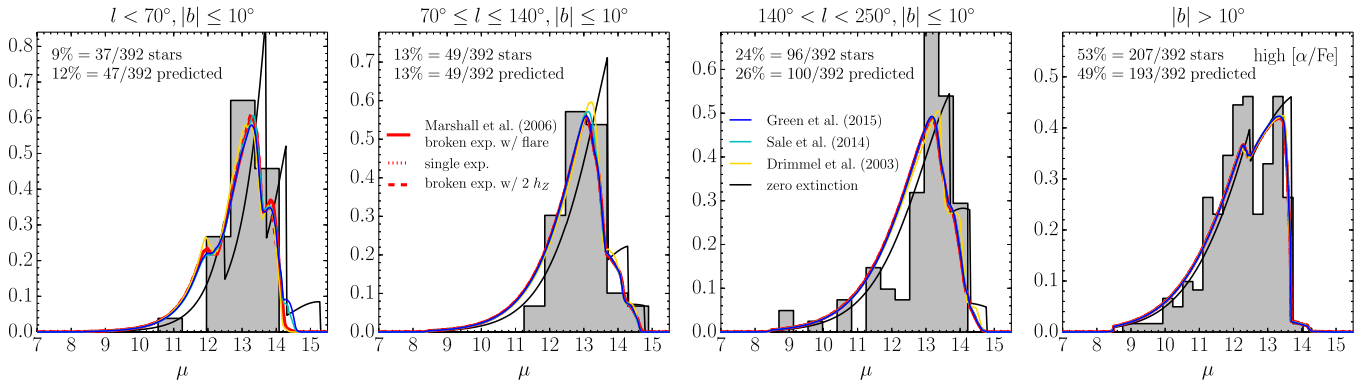 l < 70°, |b| ≤ 10°
9% = 37/392 stars
12% = 47/392 predicted
0.8
0.7
0.6
0.5
0.4
0.3
0.2
0.1
0.0
7 8 9 10 11 12 13 14 15
μ
70° ≤ l ≤ 140°, |b| ≤ 10°
13% = 49/392 stars
13% = 49/392 predicted
Marshall et al. (2006)
broken exp. w/ flare
single exp.
broken exp. w/ 2 h_Z
0.7
0.6
0.5
0.4
0.3
0.2
0.1
0.0
7 8 9 10 11 12 13 14 15
μ
140° < l < 250°, |b| ≤ 10°
24% = 96/392 stars
26% = 100/392 predicted
Green et al. (2015)
Sale et al. (2014)
Drimmel et al. (2003)
zero extinction
0.6
0.5
0.4
0.3
0.2
0.1
0.0
7 8 9 10 11 12 13 14 15
μ
|b| > 10°
53% = 207/392 stars
49% = 193/392 predicted
high [α/Fe]
0.5
0.4
0.3
0.2
0.1
0.0
7 8 9 10 11 12 13 14 15
μ